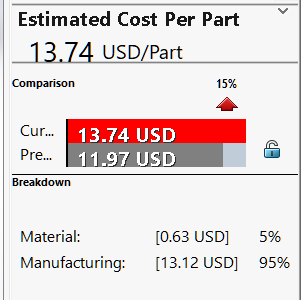 Estimated Cost Per Part
13.74 USD/Part
Comparison 15%
Cur... 13.74 USD
Pre... 11.97 USD
Breakdown
Material: [0.63 USD] 5%
Manufacturing: [13.12 USD] 95%